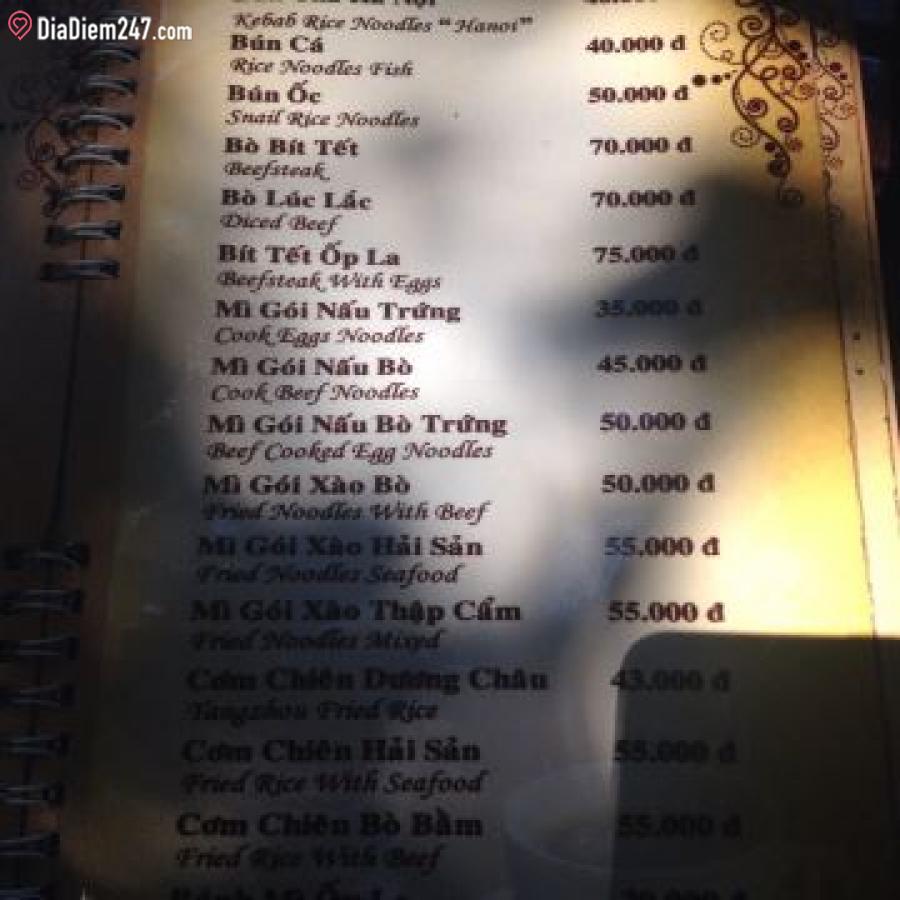 DiaDiem247.com
Kebab Rice Noodles "Hanoi"
Bún Cá 40.000 đ
Rice Noodles Fish
Bún Ốc 50.000 đ
Snail Rice Noodles
Bò Bít Tết 70.000 đ
Beefsteak
Bò Lúc Lắc 70.000 đ
Diced Beef
Bít Tết Ốp La 75.000 đ
Beefsteak With Eggs
Mì Gói Nấu Trứng 35.000 đ
Cook Eggs Noodles
Mì Gói Nấu Bò 45.000 đ
Cook Beef Noodles
Mì Gói Nấu Bò Trứng 50.000 đ
Beef Cooked Egg Noodles
Mì Gói Xào Bò 50.000 đ
Fried Noodles With Beef
Mì Gói Xào Hải Sản 55.000 đ
Fried Noodles Seafood
Mì Gói Xào Thập Cẩm 55.000 đ
Fried Noodles Mixyd
Cơm Chiên Dương Châu 43.000 đ
Yangzhou Fried Rice
Cơm Chiên Hải Sản 55.000 đ
Fried Rice With Seafood
Cơm Chiên Bò Bằm 55.000 đ
Fried Rice With Beef